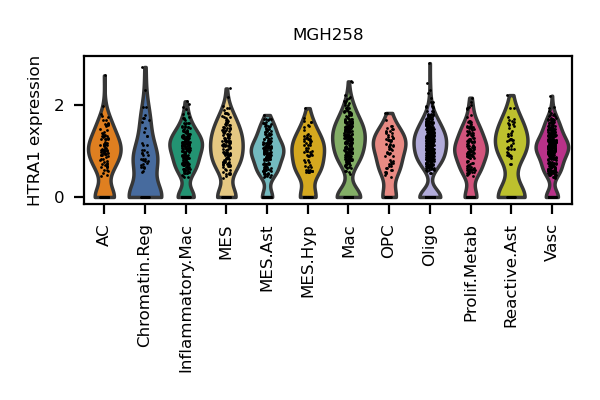 MGH258
HTRA1 expression
2
0
AC
Chromatin.Reg
Inflammatory.Mac
MES
MES.Ast
MES.Hyp
Mac
OPC
Oligo
Prolif.Metab
Reactive.Ast
Vasc